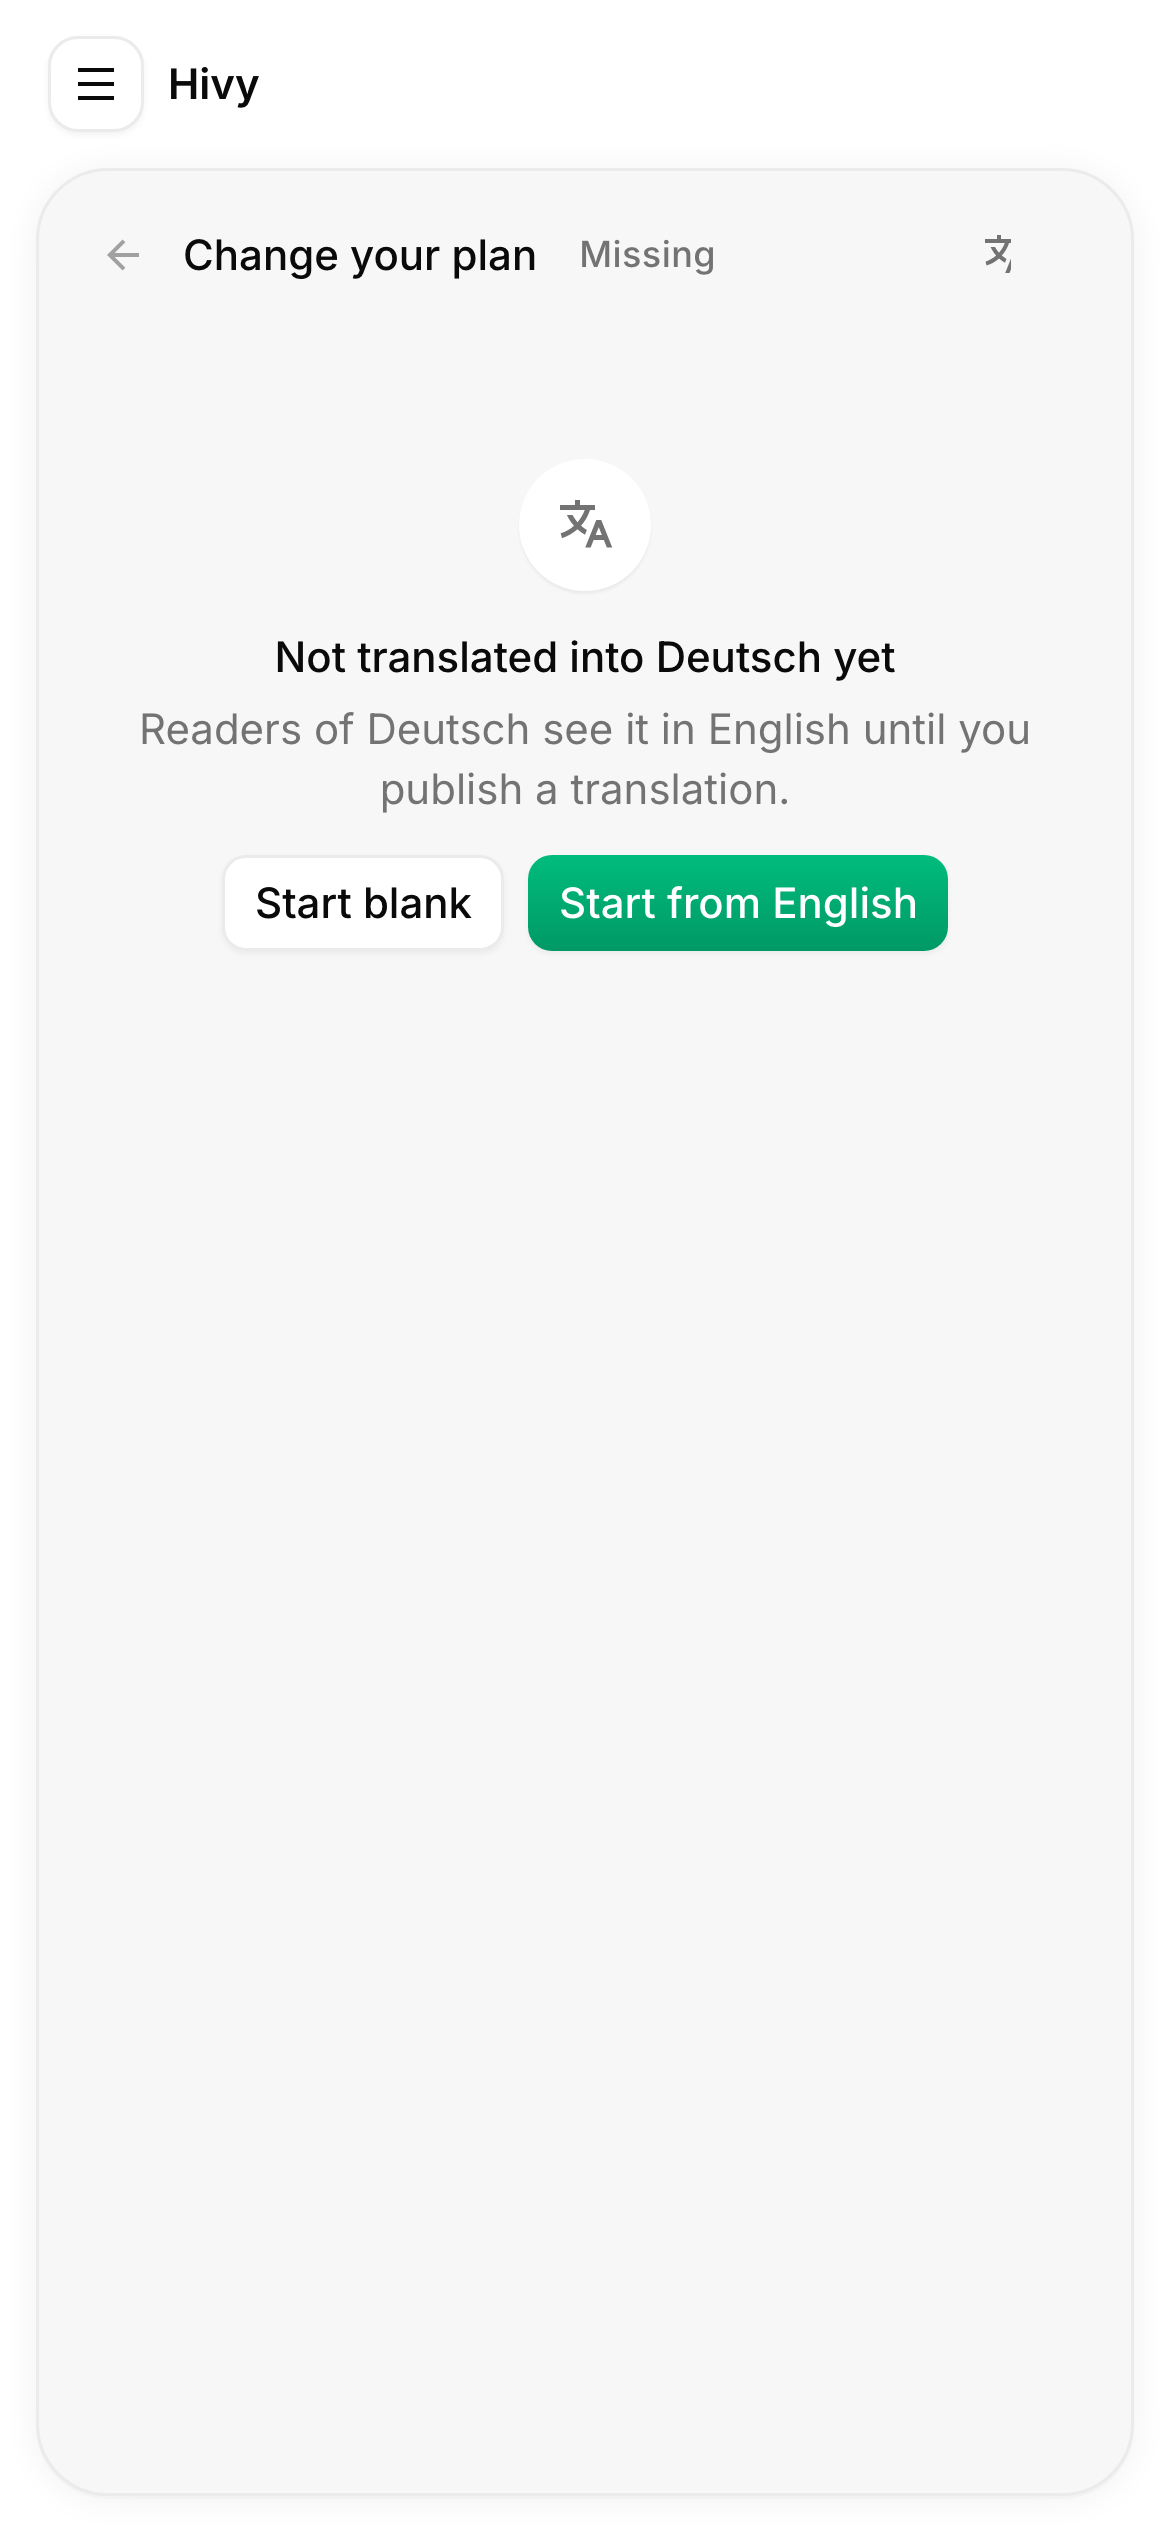 Hivy
Change your plan Missing
Not translated into Deutsch yet
Readers of Deutsch see it in English until you
publish a translation.
Start blank Start from English